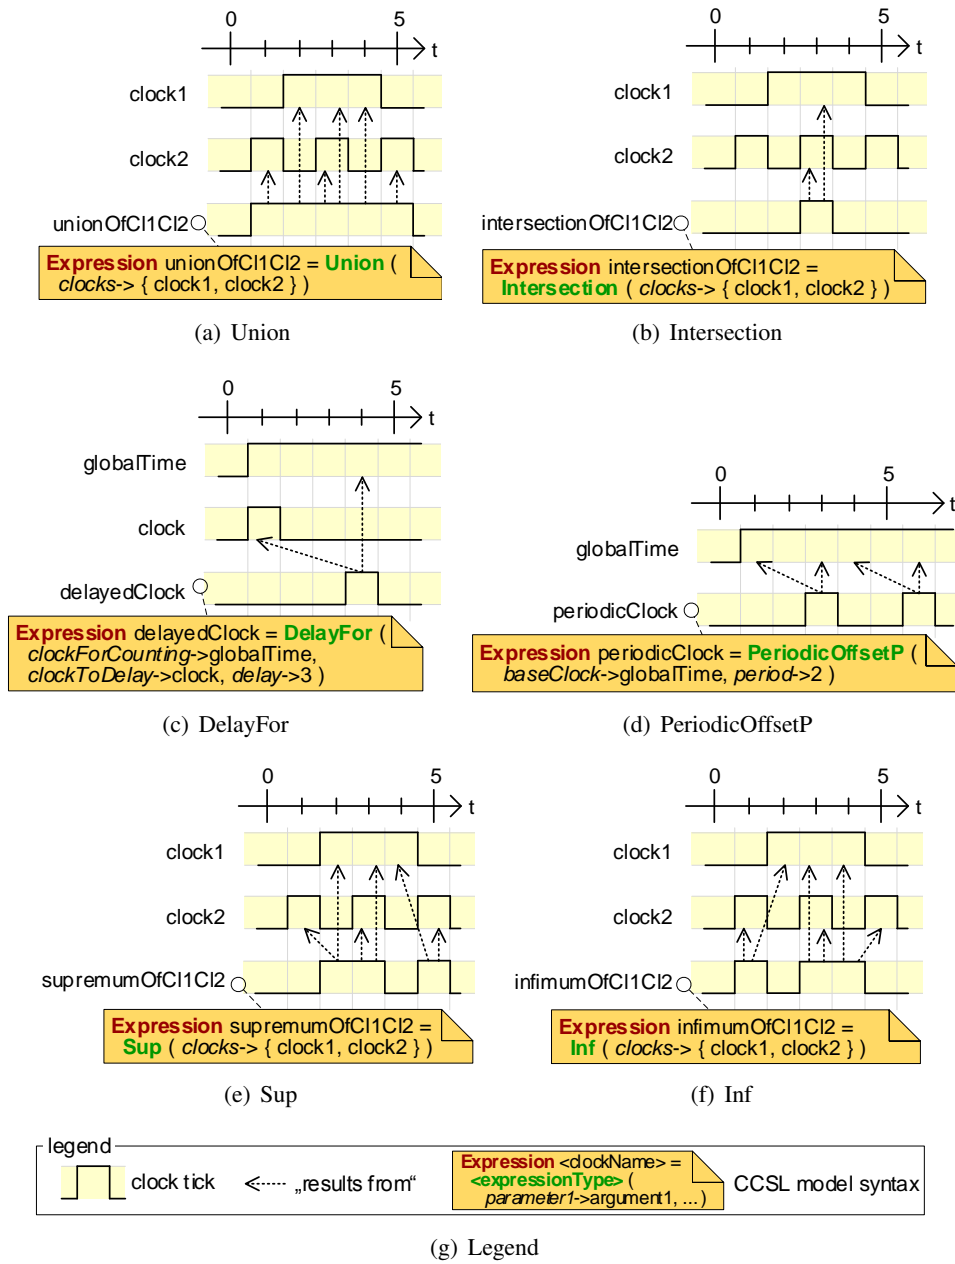 0 5
t
clock1
clock2
unionOfCl1Cl2
Expression unionOfCl1Cl2 = Union (
clocks-> { clock1, clock2 } )
(a) Union
0 5
t
clock1
clock2
intersectionOfCl1Cl2
Expression intersectionOfCl1Cl2 =
Intersection ( clocks-> { clock1, clock2 } )
(b) Intersection
0 5
t
globalTime
clock
delayedClock
Expression delayedClock = DelayFor (
clockForCounting->globalTime,
clockToDelay->clock, delay->3 )
(c) DelayFor
0 5
t
globalTime
periodicClock
Expression periodicClock = PeriodicOffsetP (
baseClock->globalTime, period->2 )
(d) PeriodicOffsetP
0 5
t
clock1
clock2
supremumOfCl1Cl2
Expression supremumOfCl1Cl2 =
Sup ( clocks-> { clock1, clock2 } )
(e) Sup
0 5
t
clock1
clock2
infimumOfCl1Cl2
Expression infimumOfCl1Cl2 =
Inf ( clocks-> { clock1, clock2 } )
(f) Inf
legend
clock tick
„results from“
Expression <clockName> =
<expressionType> (
parameter1->argument1, ...)
CCSL model syntax
(g) Legend